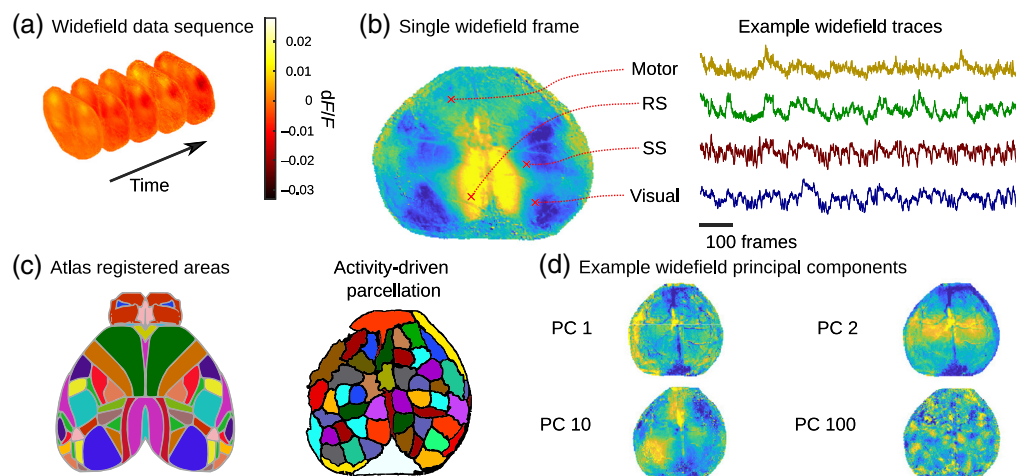 (a) Widefield data sequence
0.02
0.01
0
−0.01
−0.02
−0.03
dF/F
Time
(b) Single widefield frame
Motor
RS
SS
Visual
Example widefield traces
100 frames
(c) Atlas registered areas
Activity-driven
parcellation
(d) Example widefield principal components
PC 1
PC 2
PC 10
PC 100